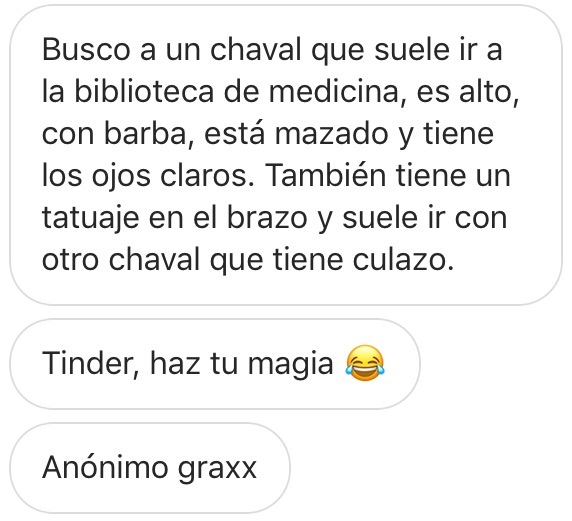 Busco a un chaval que suele ir a
la biblioteca de medicina, es alto,
con barba, está mazado y tiene
los ojos claros. También tiene un
tatuaje en el brazo y suele ir con
otro chaval que tiene culazo.
Tinder, haz tu magia 😂
Anónimo graxx